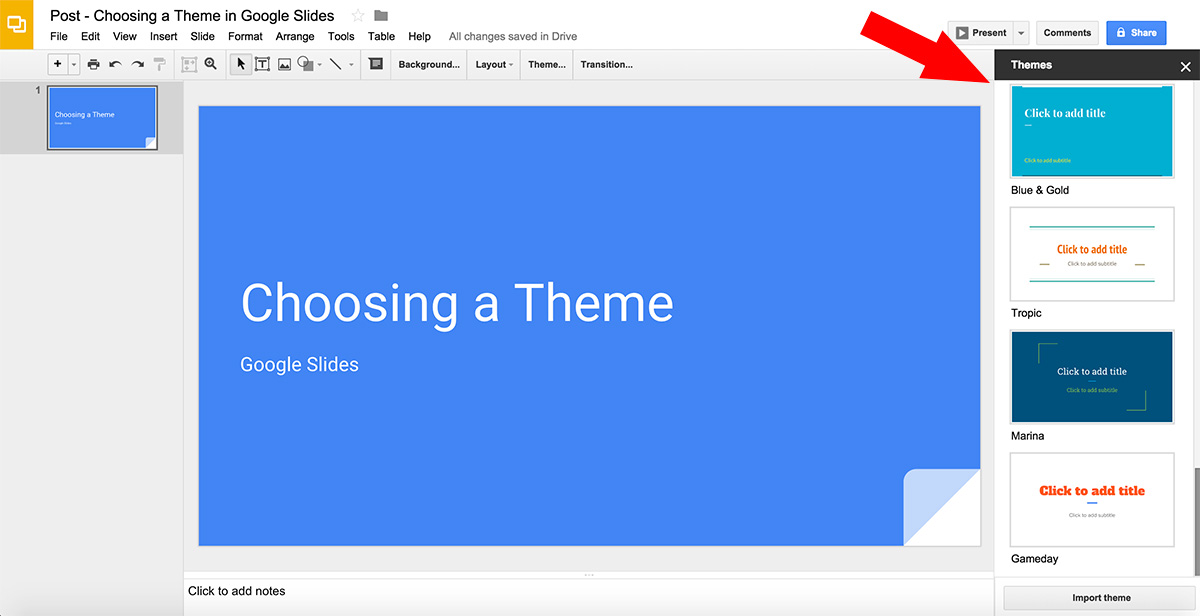 Post - Choosing a Theme in Google Slides
File Edit View Insert Slide Format Arrange Tools Table Help All changes saved in Drive
Present Comments Share
Background... Layout Theme... Transition...
1
Choosing a Theme
Google Slides
Choosing a Theme
Google Slides
Click to add notes
Themes
Click to add title
Click to add subtitle
Blue & Gold
Click to add title
Click to add subtitle
Tropic
Click to add title
Click to add subtitle
Marina
Click to add title
Click to add subtitle
Gameday
Import theme